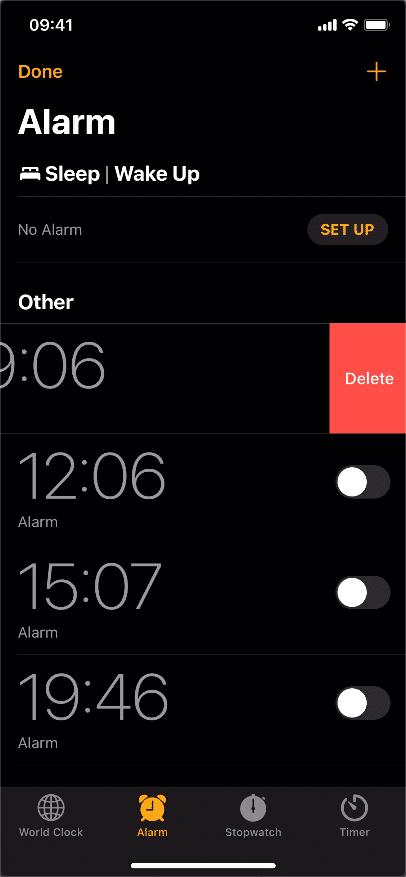 09:41
Done
Alarm
Sleep | Wake Up
No Alarm
SET UP
Other
9:06
Delete
12:06
Alarm
15:07
Alarm
19:46
Alarm
World Clock
Alarm
Stopwatch
Timer